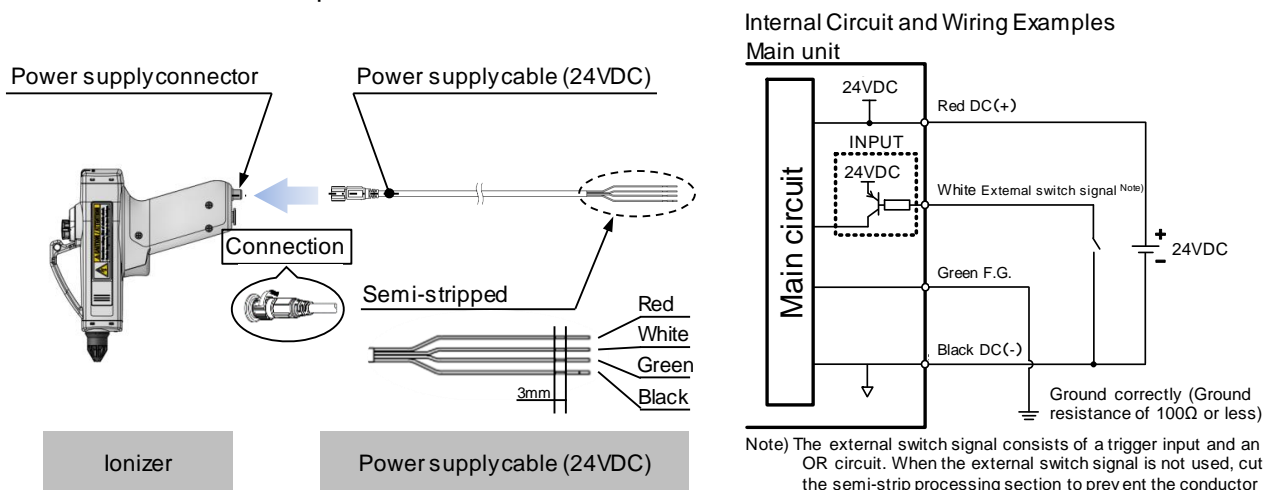 Power supply connector
Power supply cable (24VDC)
Connection
Semi-stripped
Red
White
Green
Black
3mm
Ionizer
Power supply cable (24VDC)
Internal Circuit and Wiring Examples
Main unit
24VDC
Red DC(+)
INPUT
24VDC
White External switch signal Note)
Main circuit
+
24VDC
−
Green F.G.
Black DC(-)
Ground correctly (Ground
resistance of 100Ω or less)
Note) The external switch signal consists of a trigger input and an
OR circuit. When the external switch signal is not used, cut
the semi-strip processing section to prevent the conductor